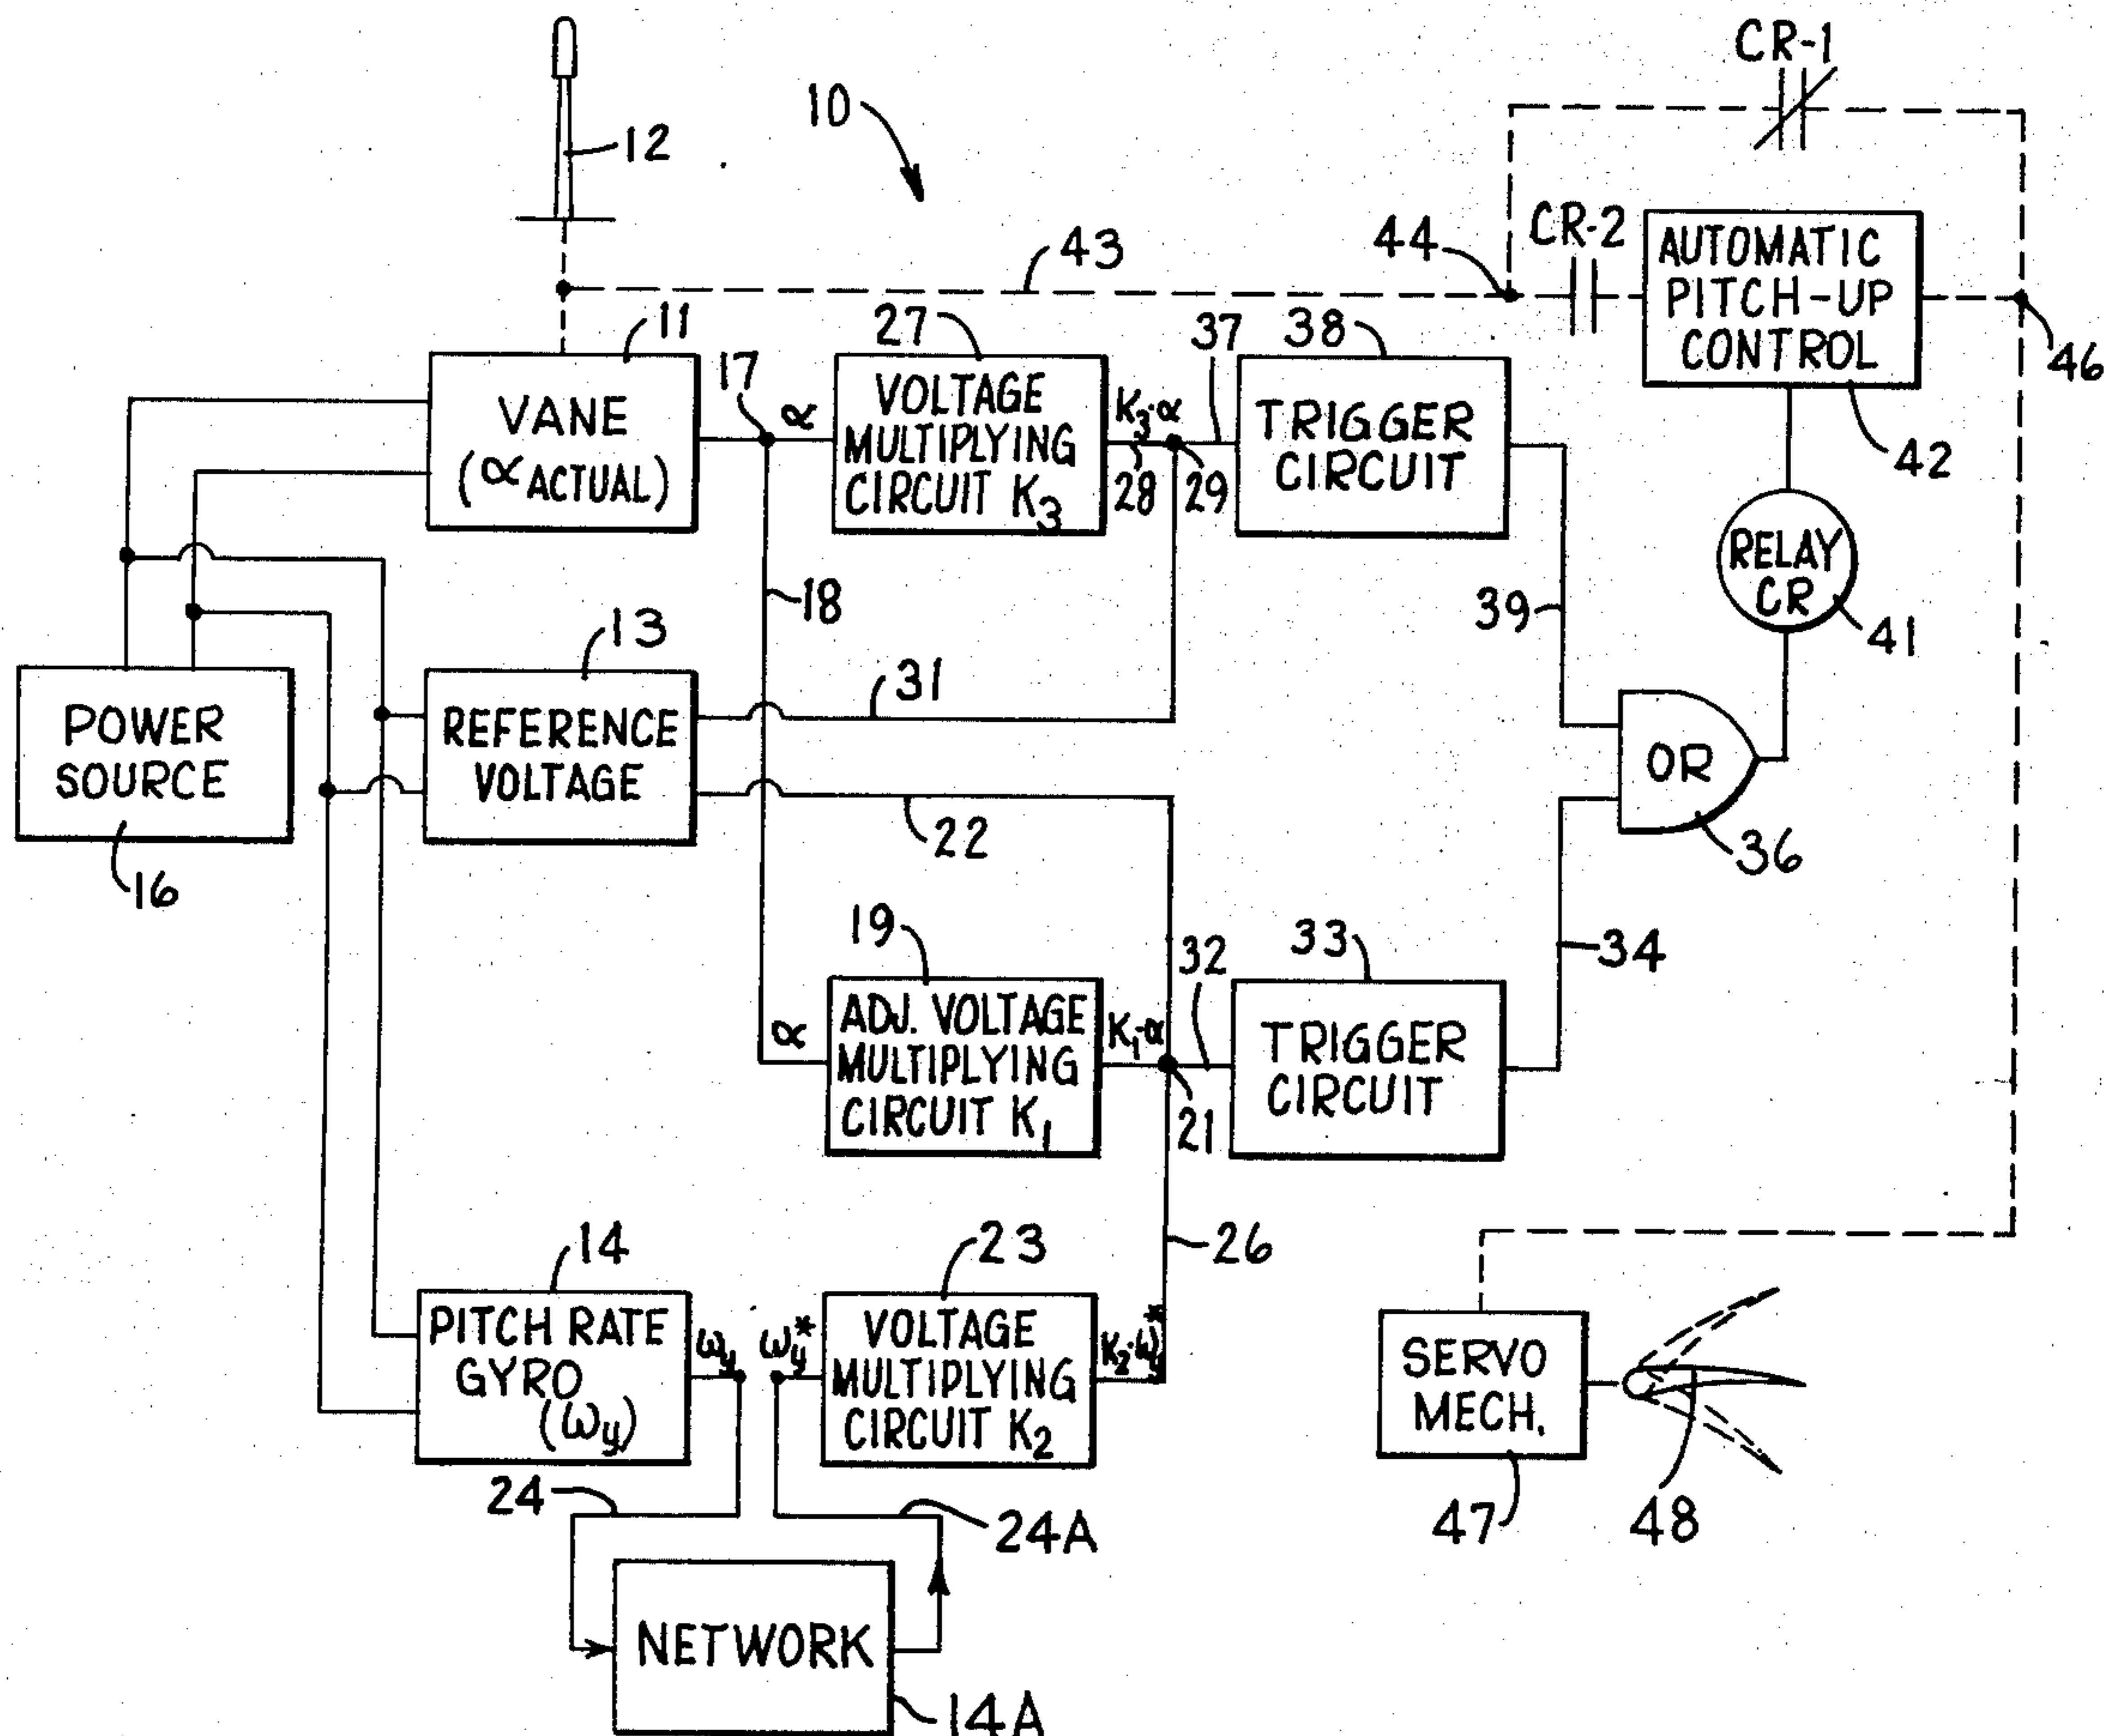 CR-1
10
12
CR-2
AUTOMATIC
PITCH-UP
CONTROL
44
43
46
42
11
VANE
(αACTUAL)
17
α
27
VOLTAGE
MULTIPLYING
CIRCUIT K3
K3·α
28
29
37
38
TRIGGER
CIRCUIT
RELAY
CR
41
39
18
13
REFERENCE
VOLTAGE
31
22
POWER
SOURCE
16
OR
36
19
ADJ. VOLTAGE
MULTIPLYING
CIRCUIT K1
α
K1·α
32
21
33
TRIGGER
CIRCUIT
34
26
14
PITCH RATE
GYRO
(ωy)
ωy
ωy*
23
VOLTAGE
MULTIPLYING
CIRCUIT K2
K2·ωy*
SERVO
MECH.
47
48
24
24A
NETWORK
14A